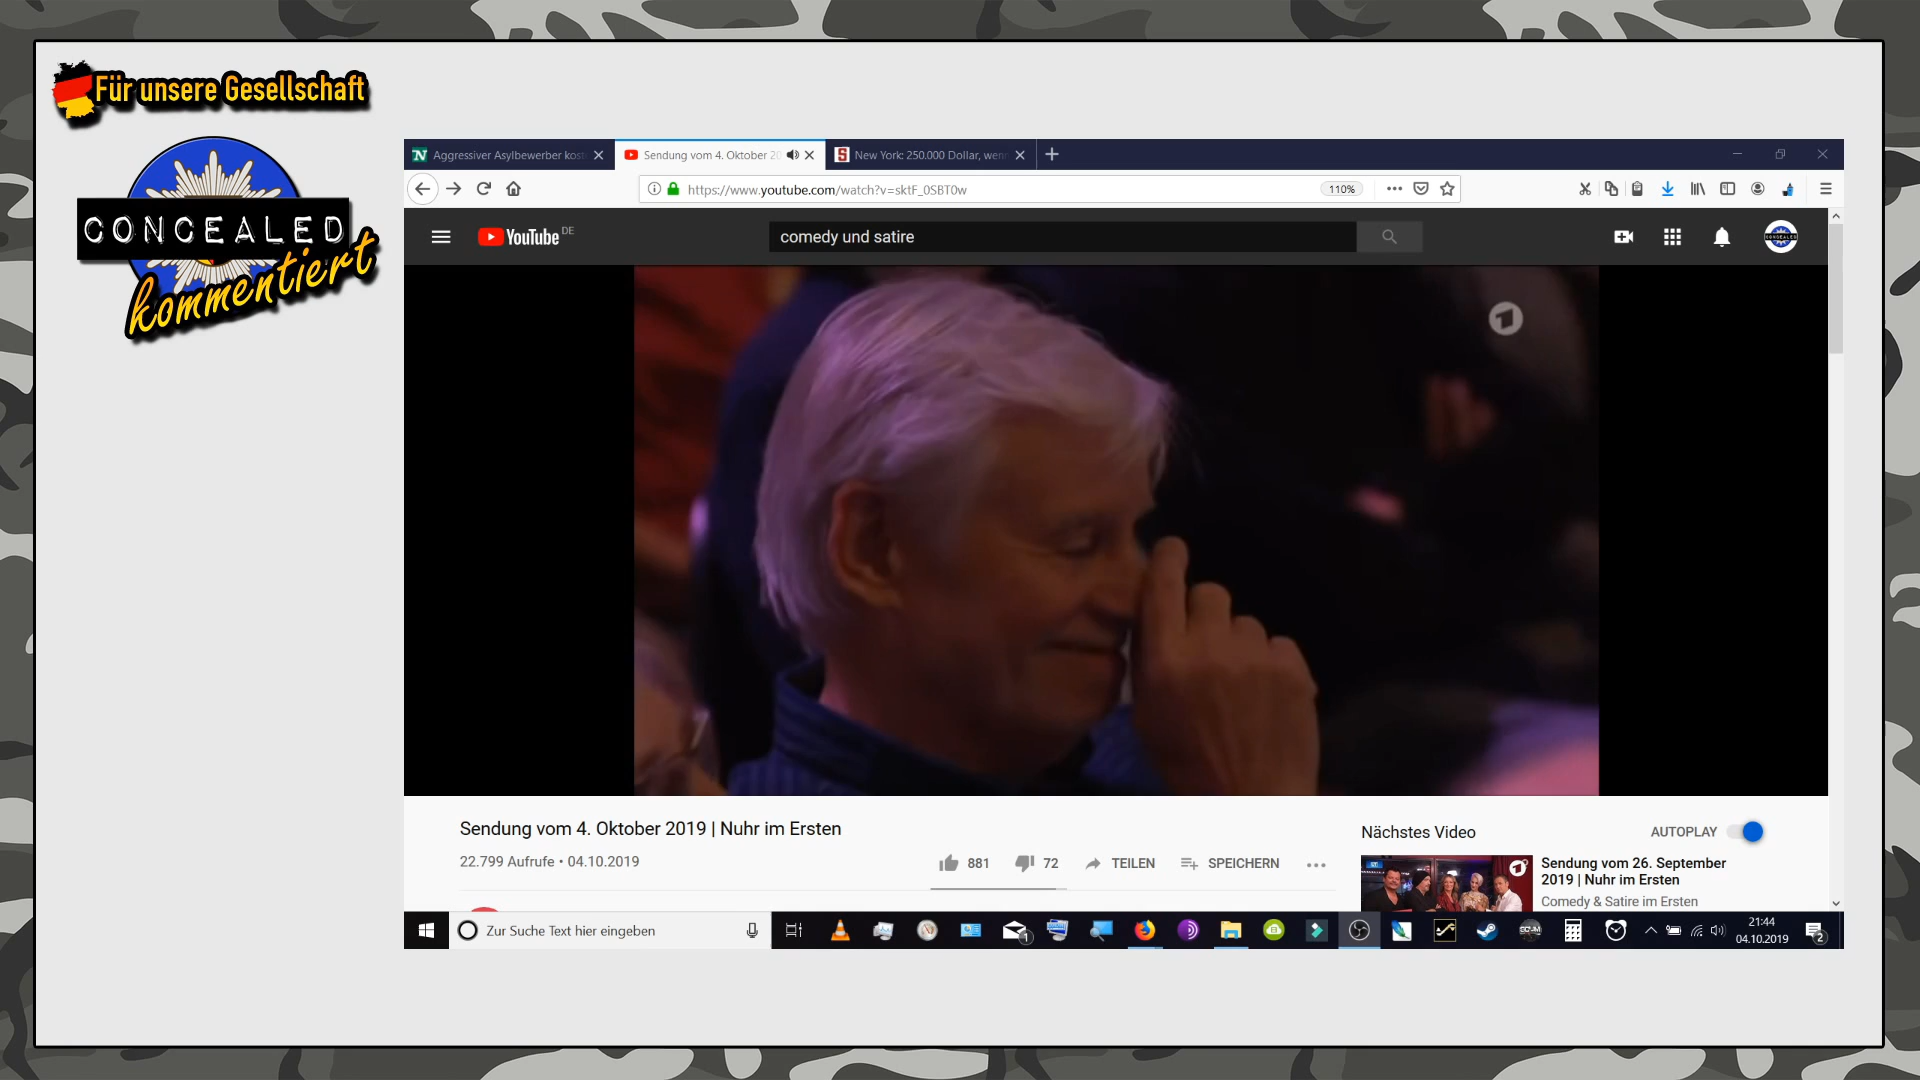 Für unsere Gesellschaft
CONCEALED
kommentiert
Aggressiver Asylbewerber kost
Sendung vom 4. Oktober 20
New York: 250.000 Dollar, wenn
https://www.youtube.com/watch?v=sktF_0SBT0w
110%
YouTube DE
comedy und satire
Sendung vom 4. Oktober 2019 | Nuhr im Ersten
22.799 Aufrufe • 04.10.2019
881
72
TEILEN
SPEICHERN
Nächstes Video
AUTOPLAY
Sendung vom 26. September
2019 | Nuhr im Ersten
Comedy & Satire im Ersten
Zur Suche Text hier eingeben
1
21:44
04.10.2019
2